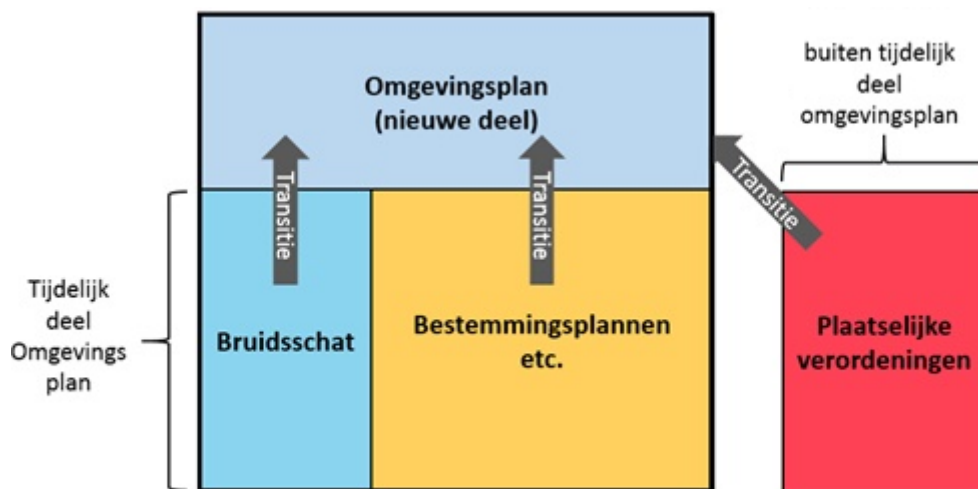 Omgevingsplan
(nieuwe deel)
buiten tijdelijk
deel
omgevingsplan
Transitie
Transitie
Transitie
Tijdelijk
deel
Omgevings
plan
Bruidsschat
Bestemmingsplannen
etc.
Plaatselijke
verordeningen